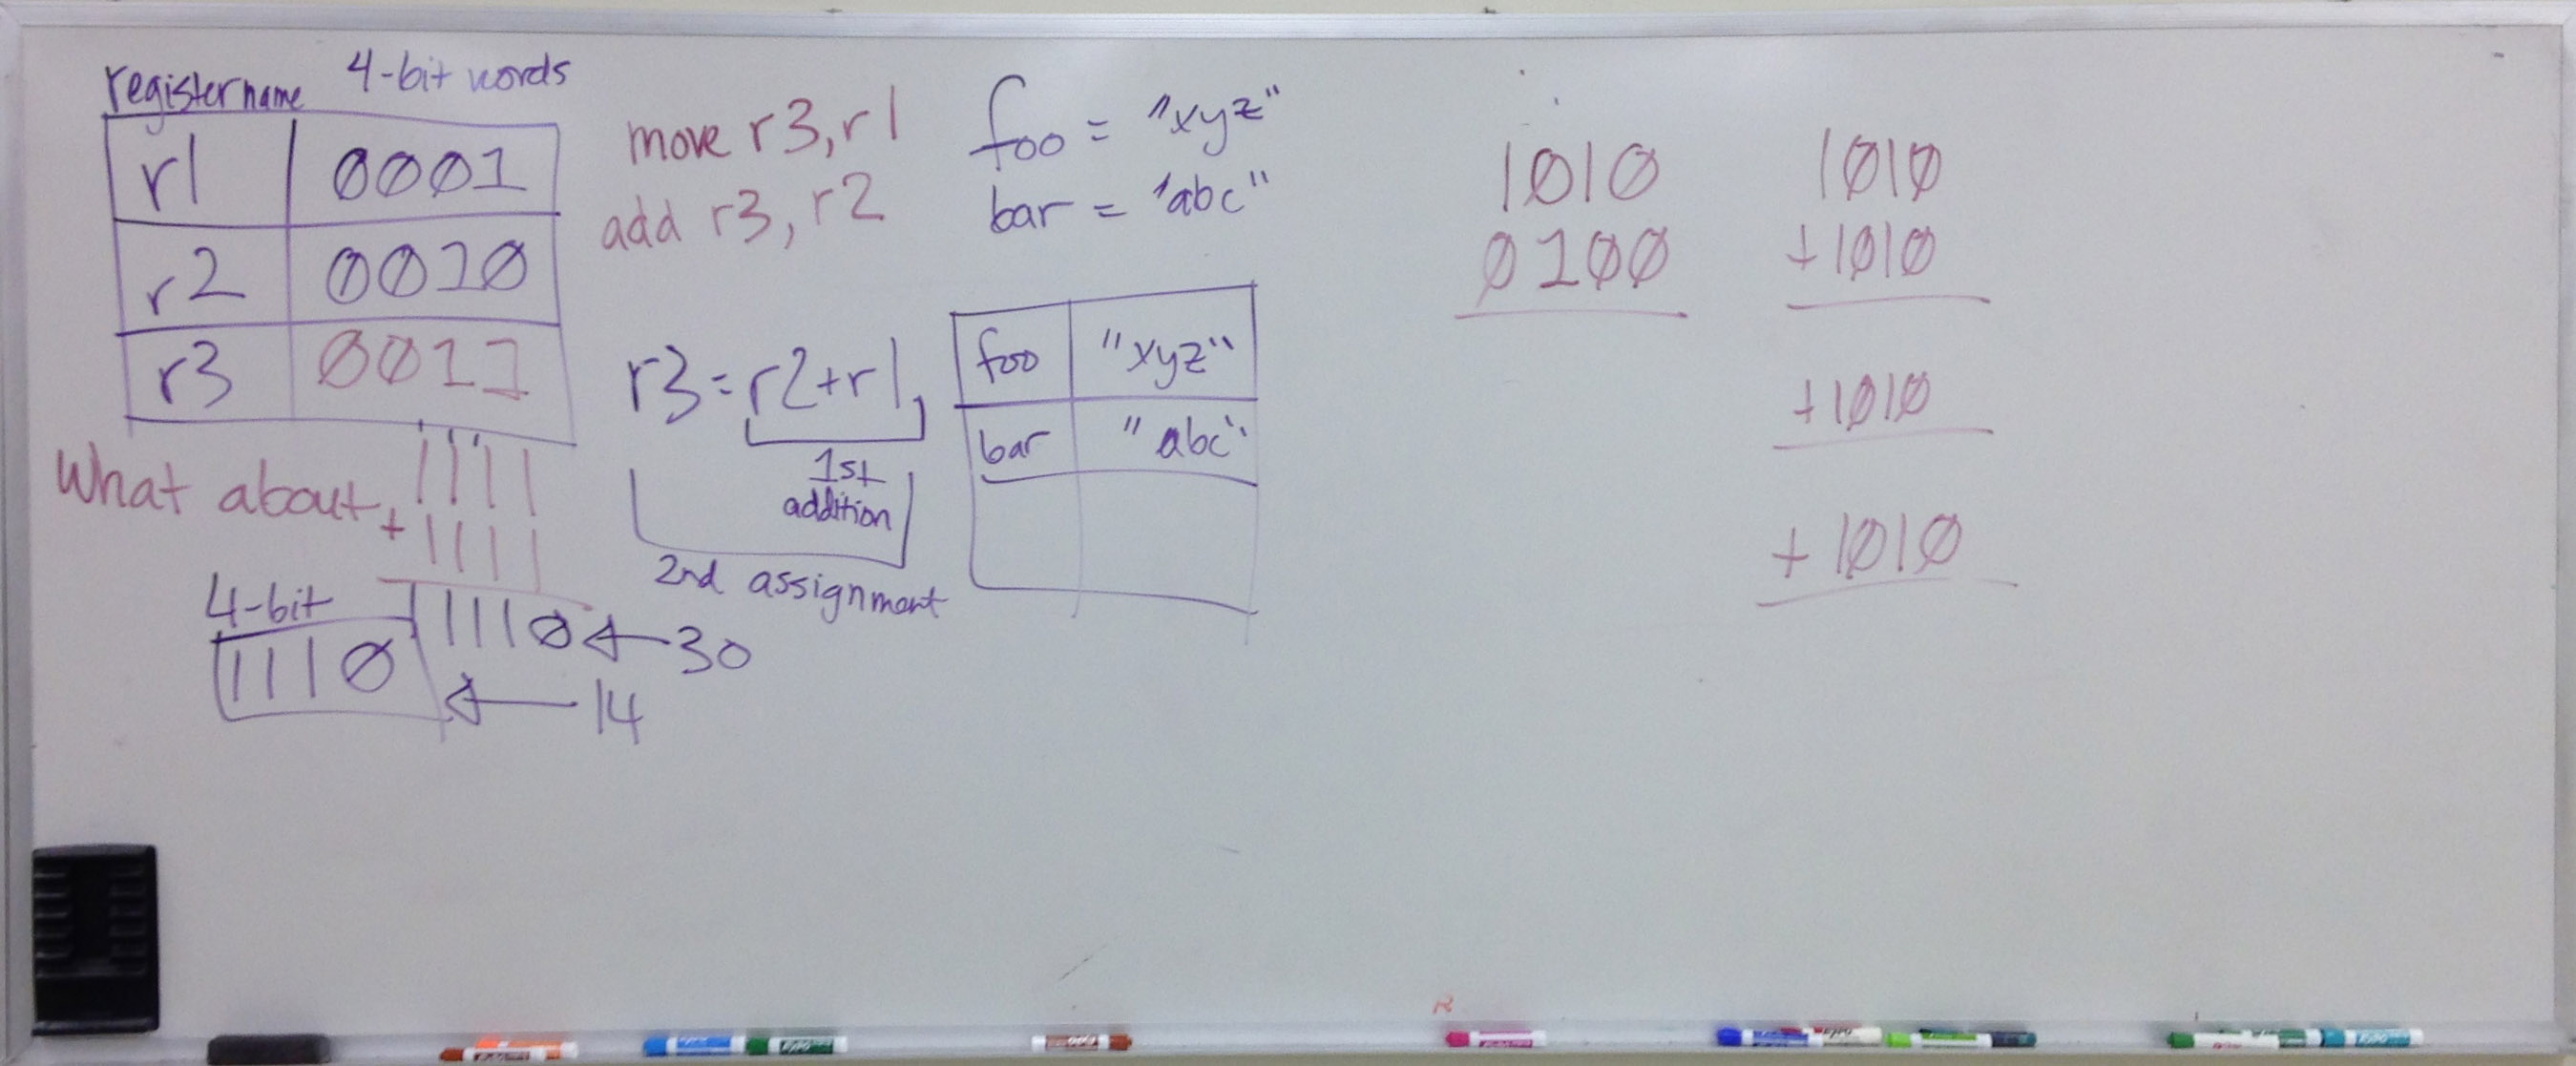 register name 4-bit words
r1 0001
r2 0010
r3 0011
move r3, r1
add r3, r2
foo = "xyz"
bar = "abc"
r3 = r2+r1
1st
addition
2nd assignment
foo "xyz"
bar "abc"
What about
1111
+ 1111
11110 ← 30
4-bit
1110
← 14
1010
0100
1010
+1010
+1010
+1010